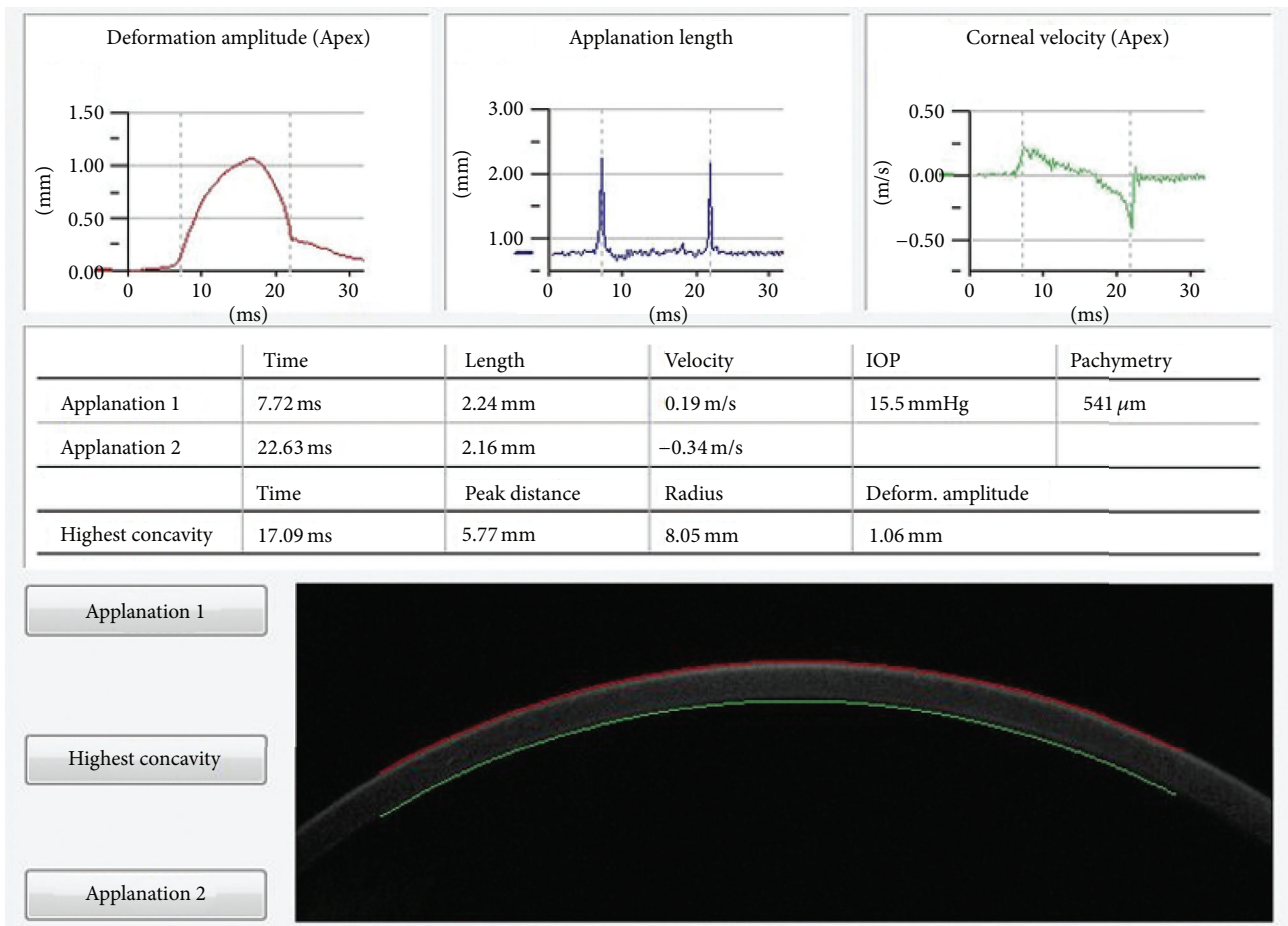 Deformation amplitude (Apex)
1.50
1.00
0.50
0.00
(mm)
0 10 20 30
(ms)
Applanation length
3.00
2.00
1.00
(mm)
0 10 20 30
(ms)
Corneal velocity (Apex)
0.50
0.00
−0.50
(m/s)
0 10 20 30
(ms)
Time Length Velocity IOP Pachymetry
Applanation 1 7.72 ms 2.24 mm 0.19 m/s 15.5 mmHg 541 μm
Applanation 2 22.63 ms 2.16 mm −0.34 m/s
Time Peak distance Radius Deform. amplitude
Highest concavity 17.09 ms 5.77 mm 8.05 mm 1.06 mm
Applanation 1
Highest concavity
Applanation 2